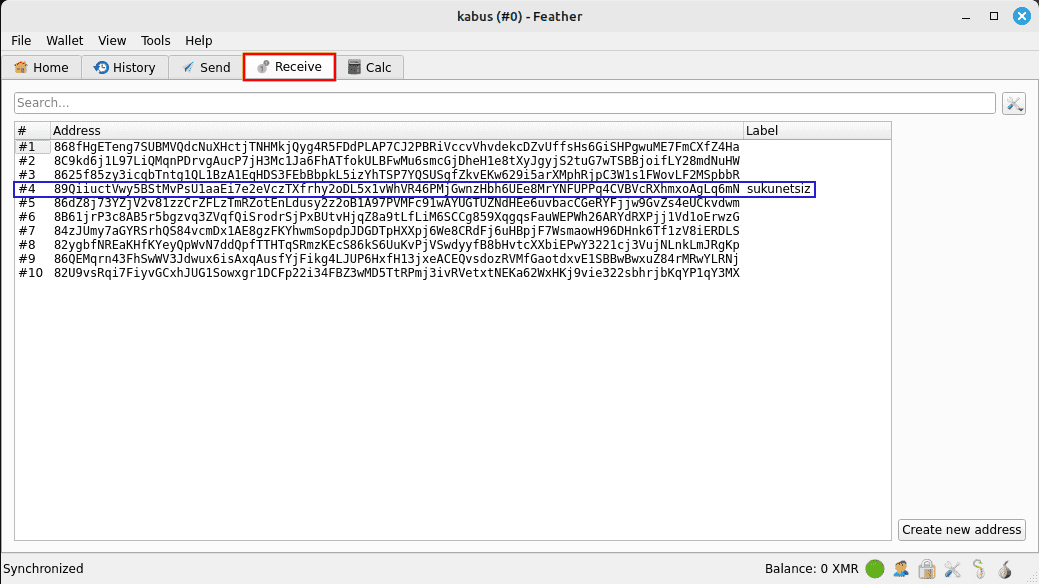 kabus (#0) - Feather
File Wallet View Tools Help
Home History Send Receive Calc
Search...
# Address Label
#1 868fHgETeng7SUBMVQdcNuXHctjTNHMkjQyg4R5FDdPLAP7CJ2PBRiVccvVhvdekcDZvUffsHs6GiSHPgwuME7FmCXfZ4Ha
#2 8C9kd6j1L97LiQMqnPDrvgAucP7jH3Mc1Ja6FhATfokULBFwMu6smcGjDheH1e8tXyJgyjS2tuG7wTSBBjoifLY28mdNuHW
#3 8625f85zy3icqbTntq1QL1BzA1EqHDS3FEbBbpkL5izYhTSP7YQSUSqfZkvEKw629i5arXMphRjpC3W1s1FWovLF2MSpbbR
#4 89QiiuctVwy5BStMvPsU1aaEi7e2eVczTXfrhy2oDL5x1vWhVR46PMjGwnzHbh6UEe8MrYNFUPPq4CVBVcRXhmxoAgLq6mN sukunetsiz
#5 86dZ8j73YZjV2v81zzCrZFLzTmRZotEnLdusy2z2oB1A97PVMFc91wAYUGTUZNdHEe6uvbacCGeRYFjjw9GvZs4eUCkvdwm
#6 8B61jrP3c8AB5r5bgzvq3ZVqfQiSrodrSjPxBUtvHjqZ8a9tLfLiM6SCCg859XqgqsFauWEPWh26ARYdRXPjj1Vd1oErwzG
#7 84zJUmy7aGYRSrhQS84vcmDx1AE8gzFKYhwmSopdpJDGDTpHXXpj6We8CRdFj6uHBpjF7WsmaowH96DHnk6Tf1zV8iERDLS
#8 82ygbfNREaKHfKYeyQpWvN7ddQpfTTHTqSRmzKEcS86kS6UuKvPjVSwdyyfB8bHvtcXXbiEPwY3221cj3VujNLnkLmJRgKp
#9 86QEMqrn43FhSwWV3Jdwux6isAxqAusfYjFikg4LJUP6HxfH13jxeACEQvsdozRVMfGaotdxvE1SBBwBwxuZ84rMRwYLRNj
#10 82U9vsRqi7FiyvGCxhJUG1Sowxgr1DCFp22i34FBZ3wMD5TtRPmj3ivRVetxtNEKa62WxHKj9vie322sbhrjbKqYP1qY3MX
Create new address
Synchronized Balance: 0 XMR